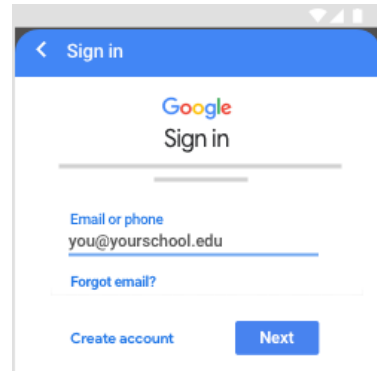 Sign in
Google
Sign in
Email or phone
you@yourschool.edu
Forgot email?
Create account
Next